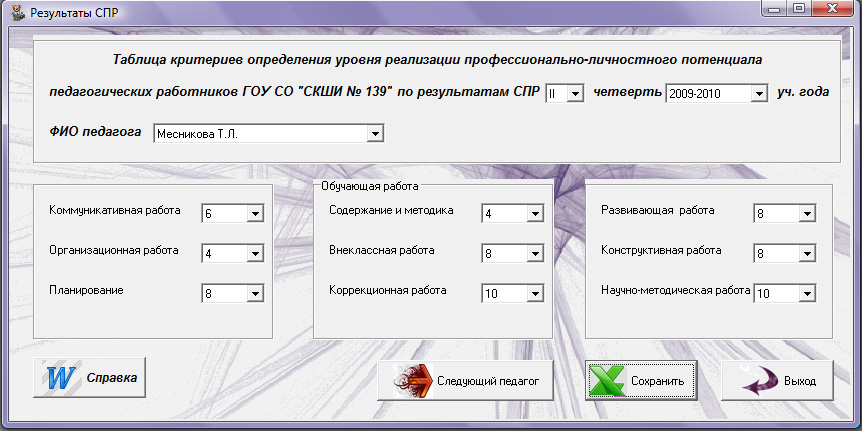 Результаты СПР
Таблица критериев определения уровня реализации профессионально-личностного потенциала
педагогических работников ГОУ СО "СКШИ № 139" по результатам СПР II четверть 2009-2010 уч. года
ФИО педагога Месникова Т.Л.
Коммуникативная работа 6
Организационная работа 4
Планирование 8
Обучающая работа
Содержание и методика 4
Внеклассная работа 8
Коррекционная работа 10
Развивающая работа 8
Конструктивная работа 8
Научно-методическая работа 10
W Справка
Следующий педагог
Сохранить
Выход